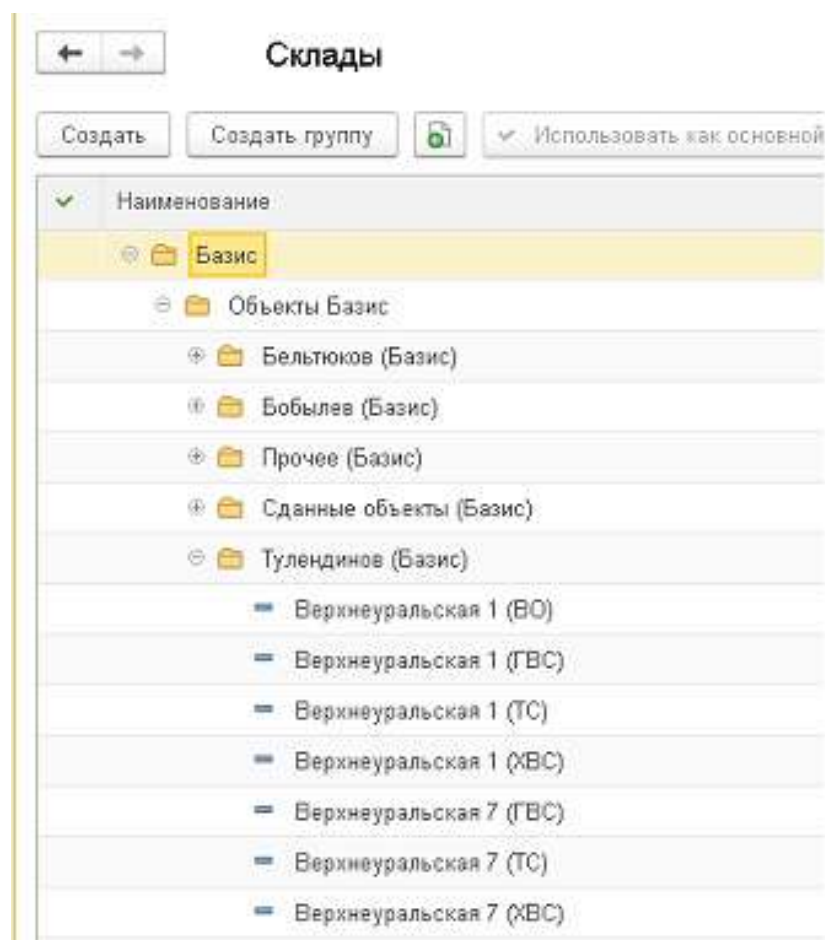 Склады
Создать Создать группу Использовать как основной
Наименование
Базис
Объекты Базис
Бельтюков (Базис)
Бобылев (Базис)
Прочее (Базис)
Сданные объекты (Базис)
Тулендинов (Базис)
Верхнеуральская 1 (ВО)
Верхнеуральская 1 (ГВС)
Верхнеуральская 1 (ТС)
Верхнеуральская 1 (ХВС)
Верхнеуральская 7 (ГВС)
Верхнеуральская 7 (ТС)
Верхнеуральская 7 (ХВС)